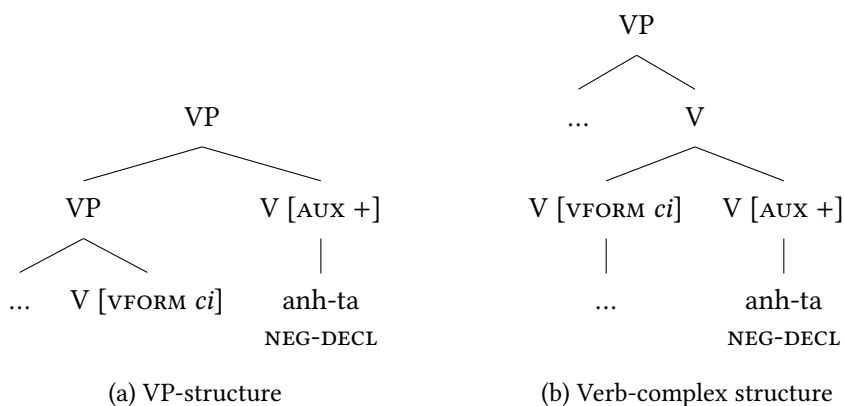 VP
VP
... V
VP V [AUX +] V [VFORM ci] V [AUX +]
... V [VFORM ci] anh-ta ... anh-ta
NEG-DECL NEG-DECL
(a) VP-structure (b) Verb-complex structure